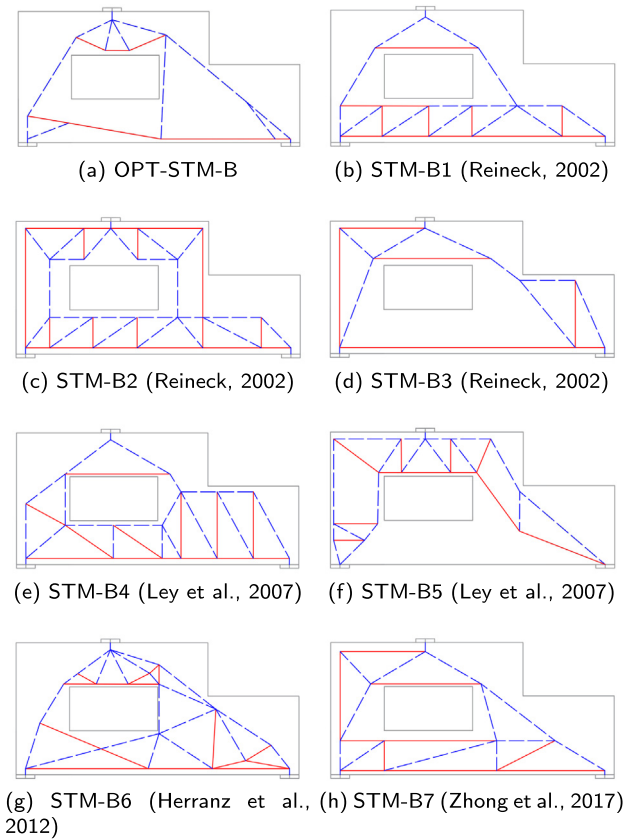 (a) OPT-STM-B
(b) STM-B1 (Reineck, 2002)
(c) STM-B2 (Reineck, 2002)
(d) STM-B3 (Reineck, 2002)
(e) STM-B4 (Ley et al., 2007)
(f) STM-B5 (Ley et al., 2007)
(g) STM-B6 (Herranz et al.,
2012)
(h) STM-B7 (Zhong et al., 2017)